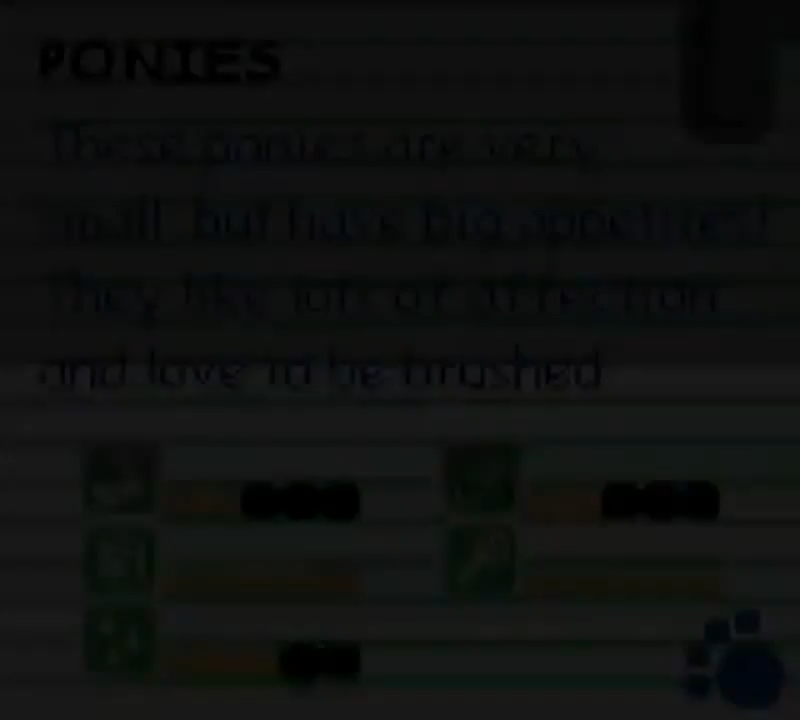 PONIES
These ponies are very
small, but have big appetites!
They like lots of affection
and love to be brushed